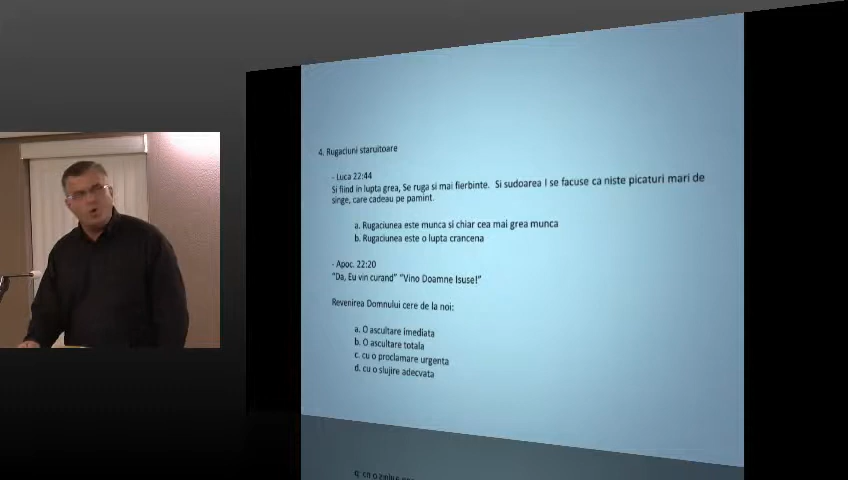 4. Rugaciuni staruitoare
- Luca 22:44
Si fiind in lupta grea, Se ruga si mai fierbinte. Si sudoarea I se facuse ca niste picaturi mari de
singe, care cadeau pe pamint.
a. Rugaciunea este munca si chiar cea mai grea munca
b. Rugaciunea este o lupta crancena
- Apoc. 22:20
"Da, Eu vin curand" "Vino Doamne Isuse!"
Revenirea Domnului cere de la noi:
a. O ascultare imediata
b. O ascultare totala
c. cu o proclamare urgenta
d. cu o slujire adecvata